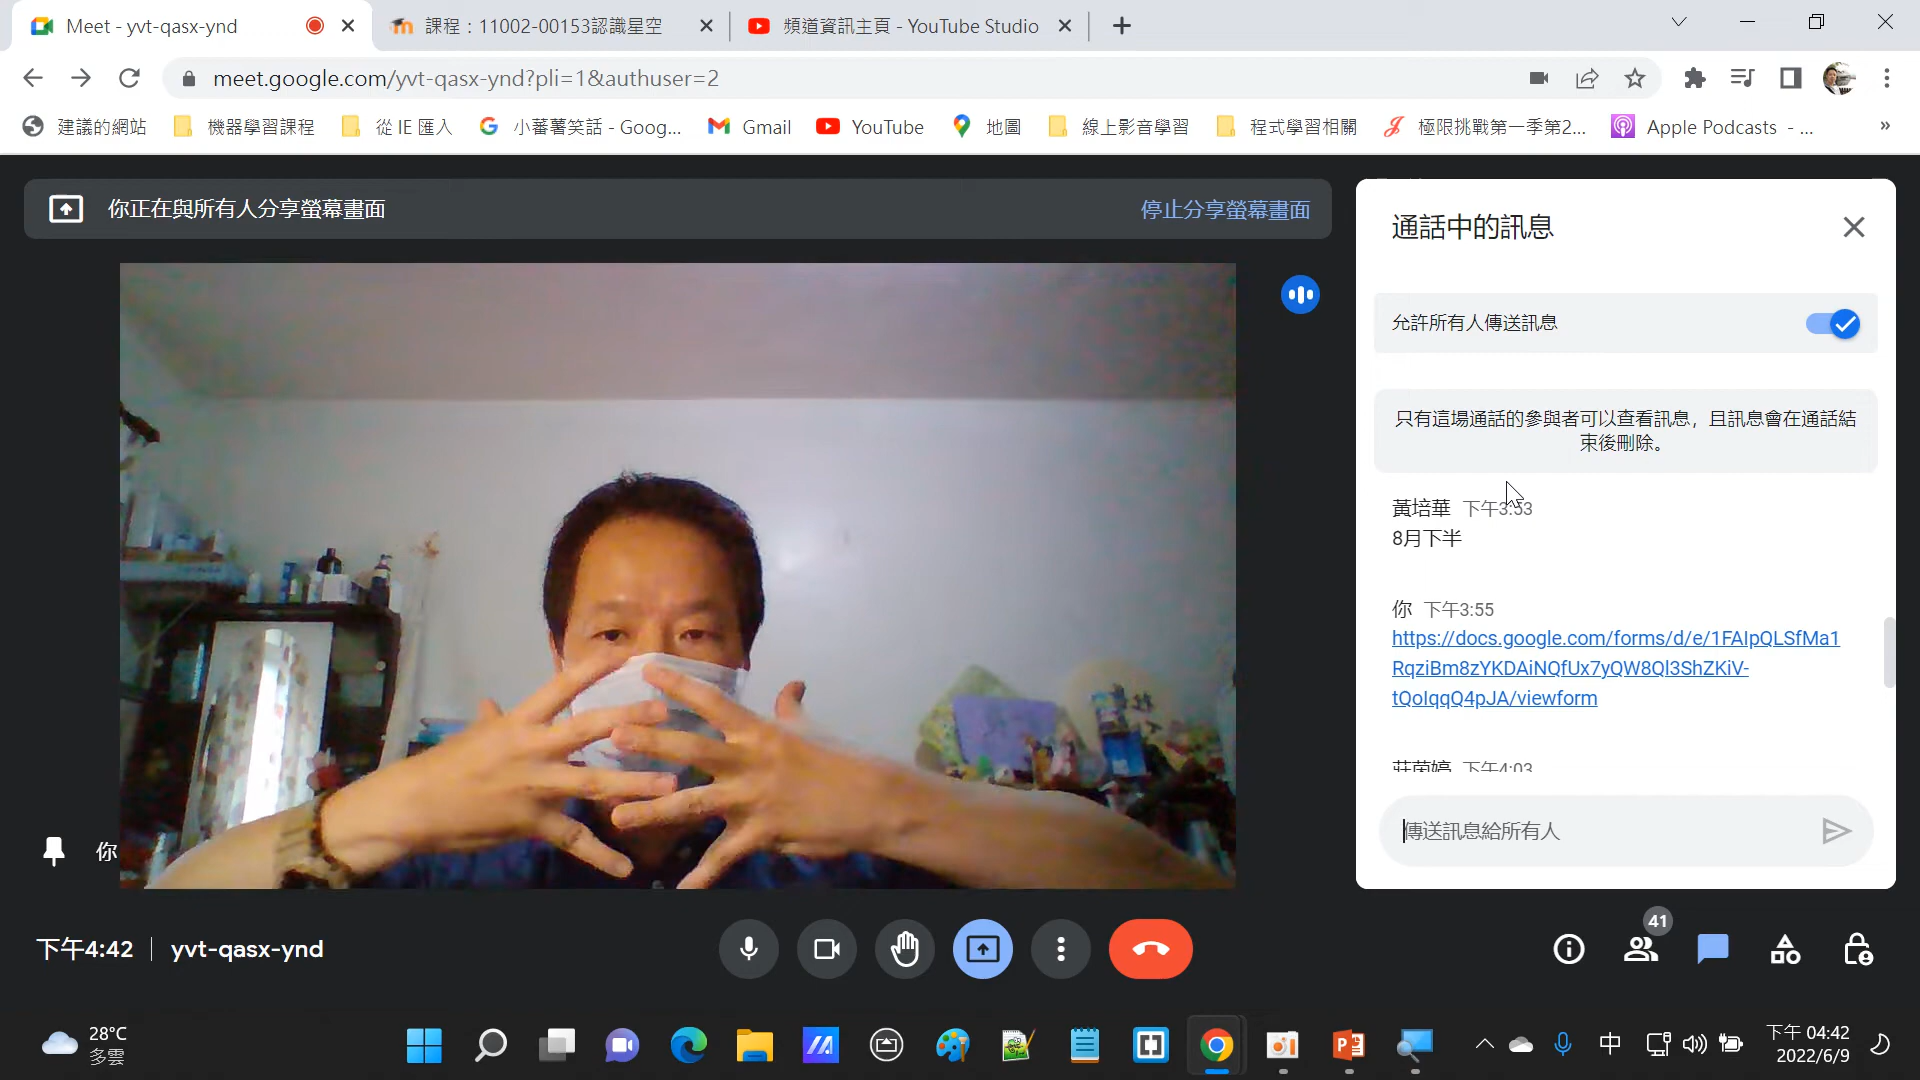 Meet - yvt-qasx-ynd
課程：11002-00153認識星空
頻道資訊主頁 - YouTube Studio
meet.google.com/yvt-qasx-ynd?pli=1&authuser=2
建議的網站
機器學習課程
從 IE 匯入
小蕃薯笑話 - Goog...
Gmail
YouTube
地圖
線上影音學習
程式學習相關
極限挑戰第一季第2...
Apple Podcasts - ...
»
你正在與所有人分享螢幕畫面
停止分享螢幕畫面
通話中的訊息
允許所有人傳送訊息
只有這場通話的參與者可以查看訊息，且訊息會在通話結
束後刪除。
黃培華 下午3:53
8月下半
你 下午3:55
https://docs.google.com/forms/d/e/1FAIpQLSfMa1
RqziBm8zYKDAiNQfUx7yQW8Ql3ShZKiV-
tQoIqqQ4pJA/viewform
莊茵婷 下午4:03
傳送訊息給所有人
你
下午4:42
yvt-qasx-ynd
41
28°C
多雲
中
下午 04:42
2022/6/9